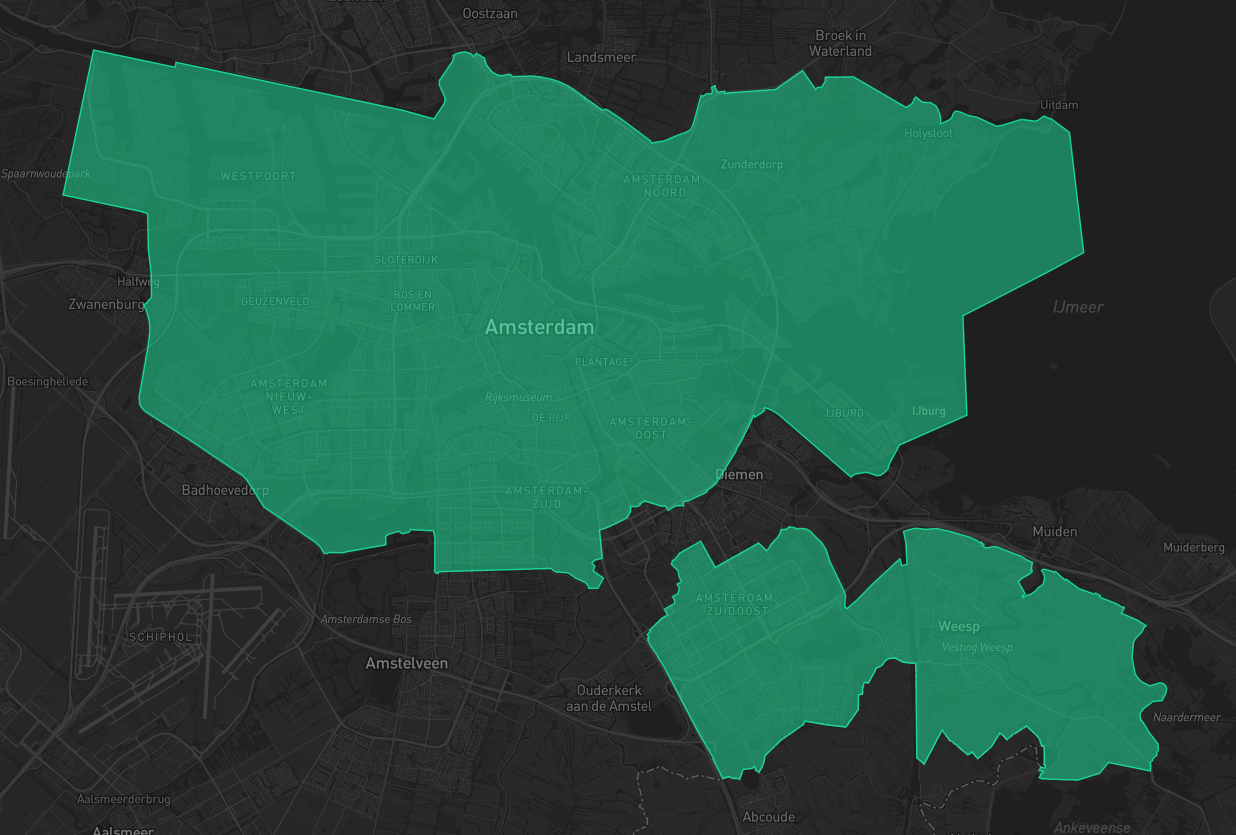 Oostzaan
Landsmeer
Broek in
Waterland
Uitdam
Holysloot
Zunderdorp
Spaarnwoudepark
WESTPOORT
AMSTERDAM-
NOORD
SLOTERDIJK
Halfweg
Zwanenburg
GEUZENVELD
BOS EN
LOMMER
IJmeer
Amsterdam
PLANTAGE
Boesingheliede
AMSTERDAM
NIEUW-
WEST
Rijksmuseum
DE PIJP
AMSTERDAM-
OOST
IJBURG
IJburg
Diemen
Badhoevedorp
AMSTERDAM-
ZUID
Muiden
Muiderberg
AMSTERDAM-
ZUIDOOST
Amsterdamse Bos
Weesp
Vesting Weesp
SCHIPHOL
Amstelveen
Ouderkerk
aan de Amstel
Naardermeer
Aalsmeerderbrug
Abcoude
Aalsmeer
Ankeveense